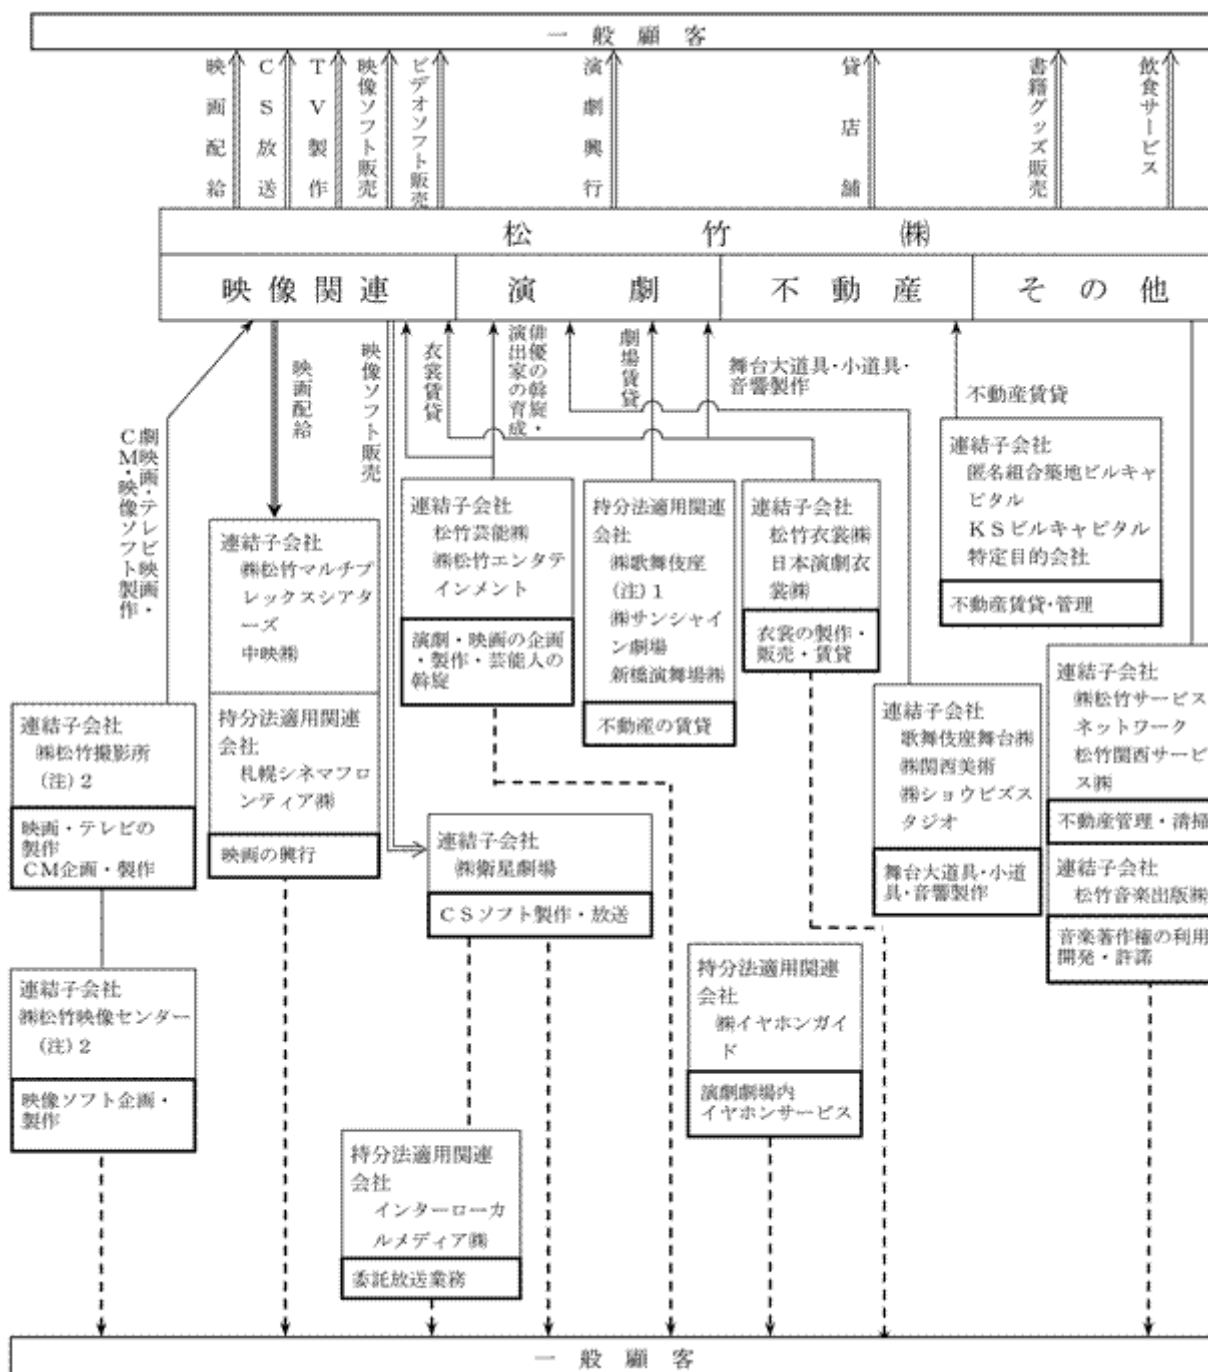 一般顧客
映画配給
CS放送
TV製作
映像ソフト販売
ビデオソフト販売
演劇興行
貸店舗
書籍グッズ販売
飲食サービス
松竹㈱
映像関連
演劇
不動産
その他
劇映画・テレビ映画・
CM・映像ソフト製作
映画配給
映像ソフト販売
衣裳賃貸
俳優の斡旋・
演出家の育成
劇場賃貸
舞台大道具・小道具・
音響製作
不動産賃貸
連結子会社
匿名組合築地ビルキャ
ピタル
KSビルキャピタル
特定目的会社
不動産賃貸・管理
連結子会社
松竹芸能㈱
㈱松竹エンタテ
インメント
演劇・映画の企画
・製作・芸能人の
斡旋
持分法適用関連
会社
㈱歌舞伎座
(注)1
㈱サンシャイ
ン劇場
新橋演舞場㈱
不動産の賃貸
連結子会社
松竹衣裳㈱
日本演劇衣
裳㈱
衣裳の製作・
販売・賃貸
連結子会社
㈱松竹マルチプ
レックスシアタ
ーズ
中映㈱
持分法適用関連
会社
札幌シネマフロ
ンティア㈱
映画の興行
連結子会社
㈱松竹撮影所
(注)2
映画・テレビの
製作
CM企画・製作
連結子会社
㈱松竹映像センター
(注)2
映像ソフト企画・
製作
連結子会社
㈱衛星劇場
CSソフト製作・放送
持分法適用関連
会社
インターローカ
ルメディア㈱
委託放送業務
持分法適用関連
会社
㈱イヤホンガイ
ド
演劇劇場内
イヤホンサービス
連結子会社
歌舞伎座舞台㈱
㈱関西美術
㈱ショウビズス
タジオ
舞台大道具・小道
具・音響製作
連結子会社
㈱松竹サービス
ネットワーク
松竹関西サービ
ス㈱
不動産管理・清掃
連結子会社
松竹音楽出版㈱
音楽著作権の利用
開発・許諾
一般顧客